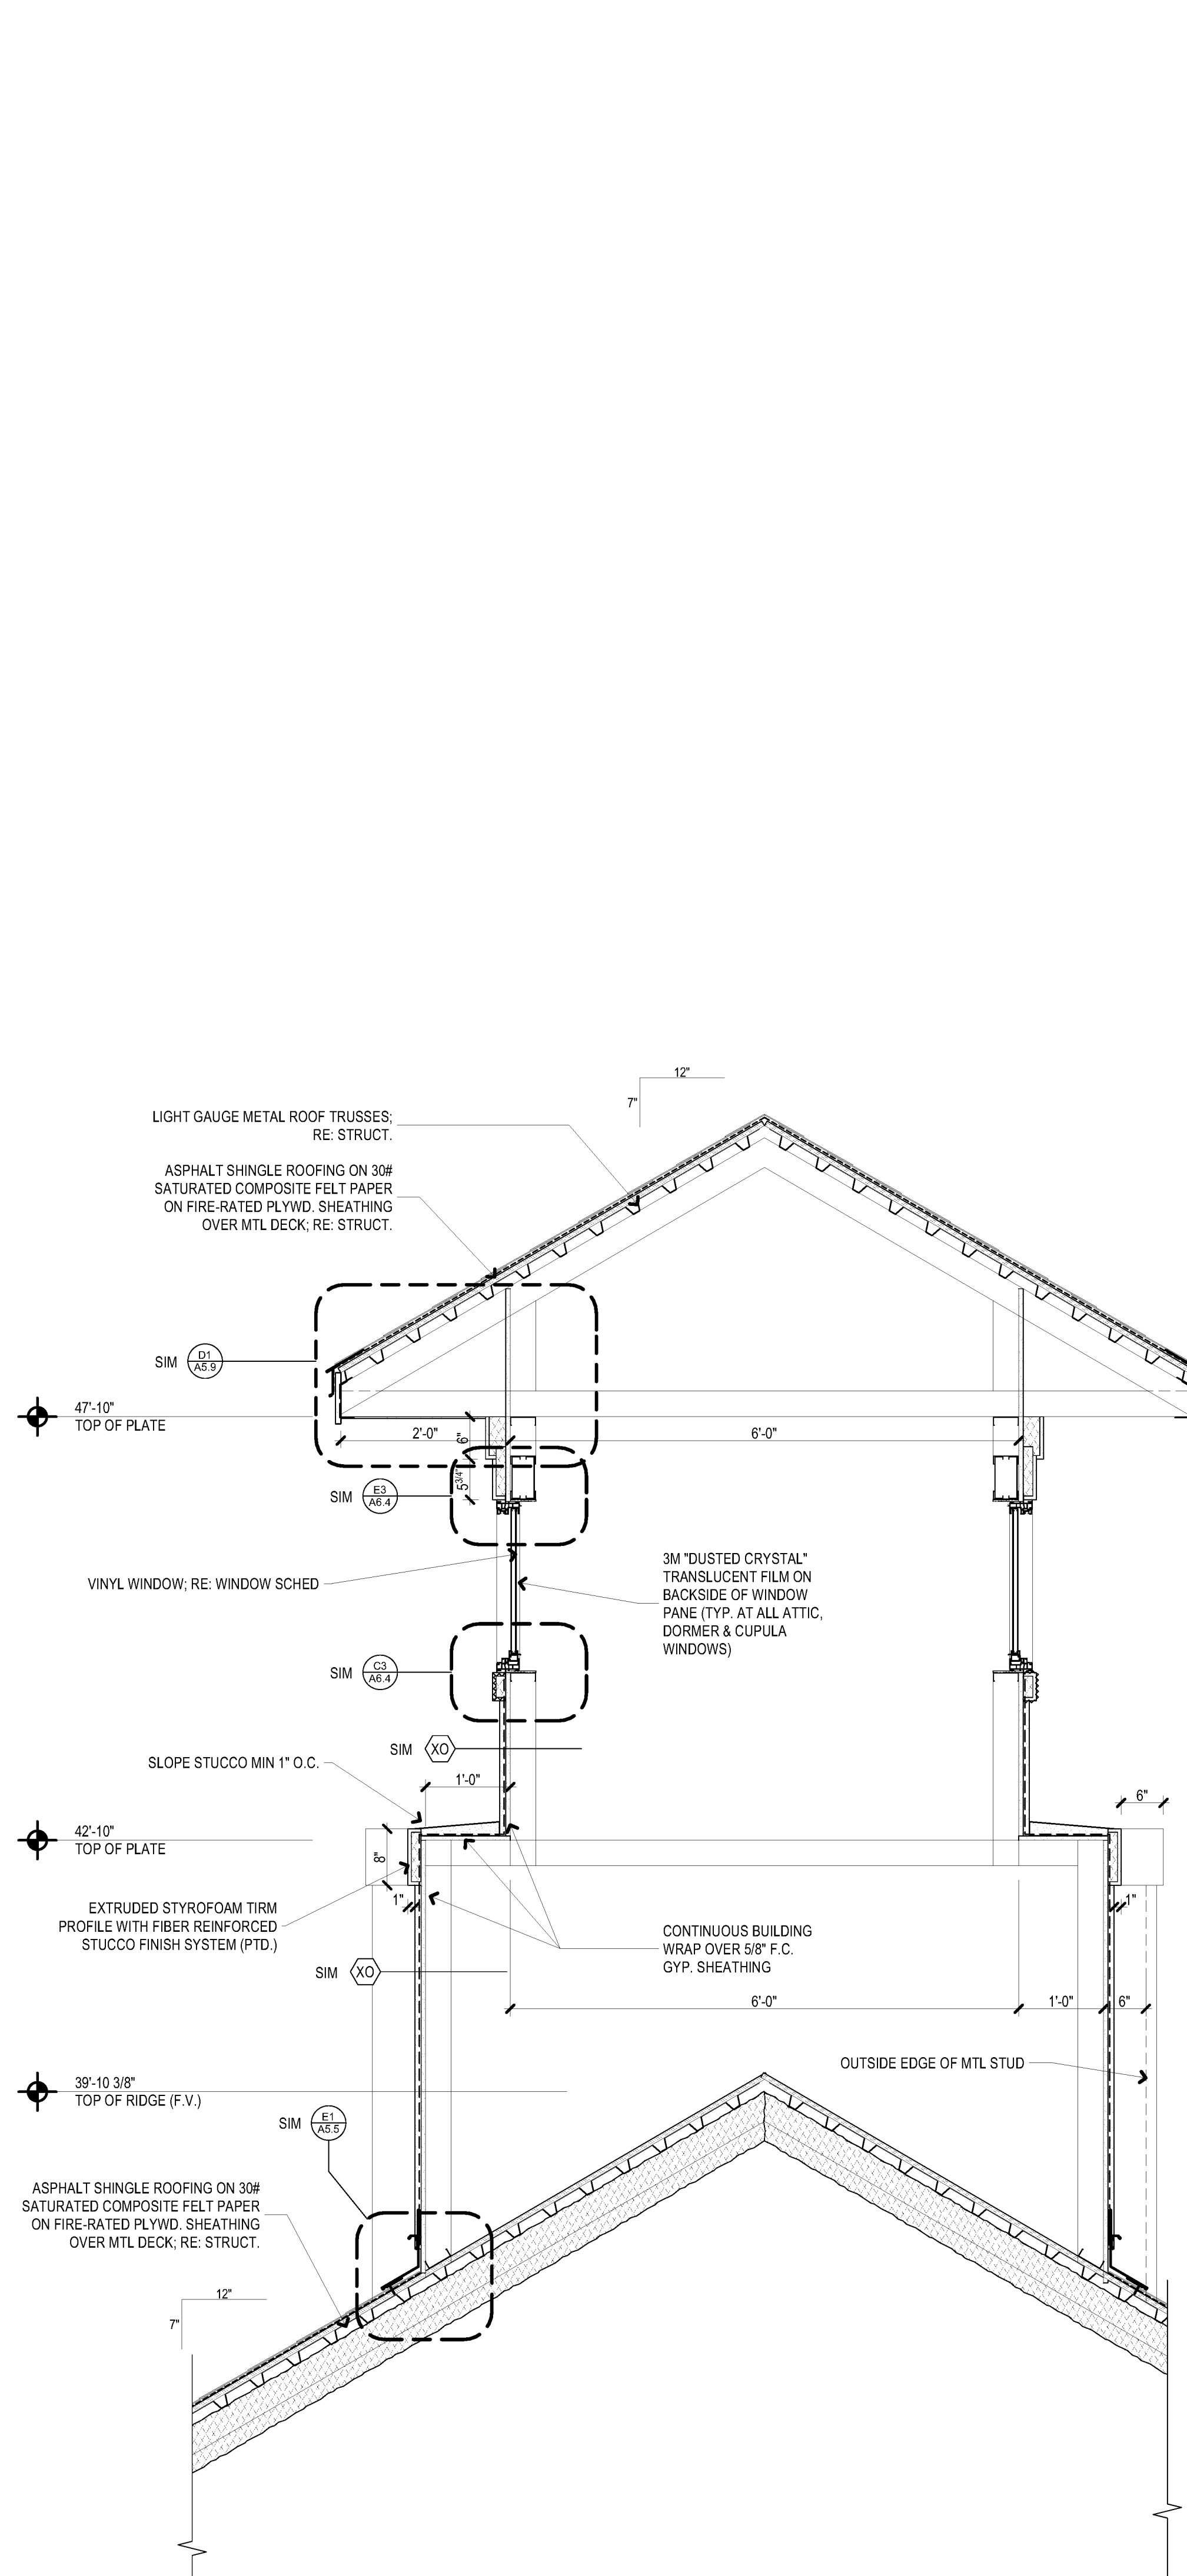 12"
7"
LIGHT GAUGE METAL ROOF TRUSSES;
RE: STRUCT.
ASPHALT SHINGLE ROOFING ON 30#
SATURATED COMPOSITE FELT PAPER
ON FIRE-RATED PLYWD. SHEATHING
OVER MTL DECK; RE: STRUCT.
SIM
D1
A5.9
47'-10"
TOP OF PLATE
2'-0"
6"
6'-0"
5 3/4"
SIM
E3
A6.4
VINYL WINDOW; RE: WINDOW SCHED
3M "DUSTED CRYSTAL"
TRANSLUCENT FILM ON
BACKSIDE OF WINDOW
PANE (TYP. AT ALL ATTIC,
DORMER & CUPULA
WINDOWS)
SIM
C3
A6.4
SIM
XO
SLOPE STUCCO MIN 1" O.C.
1'-0"
6"
42'-10"
TOP OF PLATE
8"
1"
1"
EXTRUDED STYROFOAM TIRM
PROFILE WITH FIBER REINFORCED
STUCCO FINISH SYSTEM (PTD.)
CONTINUOUS BUILDING
WRAP OVER 5/8" F.C.
GYP. SHEATHING
SIM
XO
6'-0"
1'-0"
6"
OUTSIDE EDGE OF MTL STUD
39'-10 3/8"
TOP OF RIDGE (F.V.)
SIM
E1
A5.5
ASPHALT SHINGLE ROOFING ON 30#
SATURATED COMPOSITE FELT PAPER
ON FIRE-RATED PLYWD. SHEATHING
OVER MTL DECK; RE: STRUCT.
12"
7"